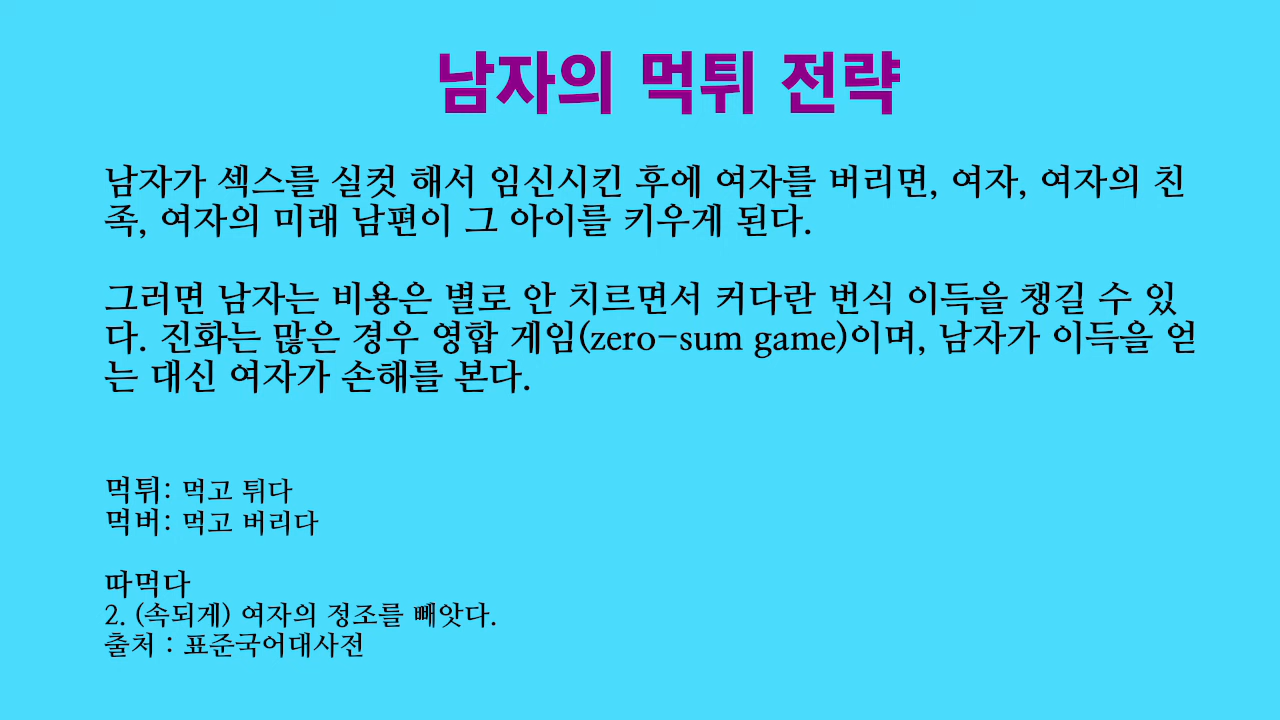 남자의 먹튀 전략
남자가 섹스를 실컷 해서 임신시킨 후에 여자를 버리면, 여자, 여자의 친
족, 여자의 미래 남편이 그 아이를 키우게 된다.
그러면 남자는 비용은 별로 안 치르면서 커다란 번식 이득을 챙길 수 있
다. 진화는 많은 경우 영합 게임(zero-sum game)이며, 남자가 이득을 얻
는 대신 여자가 손해를 본다.
먹튀: 먹고 튀다
먹버: 먹고 버리다
따먹다
2. (속되게) 여자의 정조를 빼앗다.
출처 : 표준국어대사전